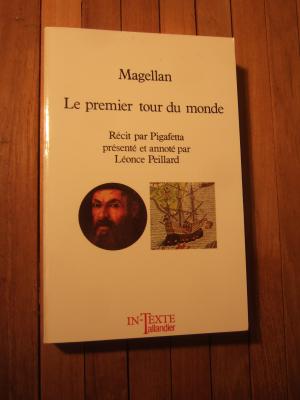 Magellan
Le premier tour du monde
Récit par Pigafetta
présenté et annoté par
Léonce Peillard
IN-TEXTE
Tallandier